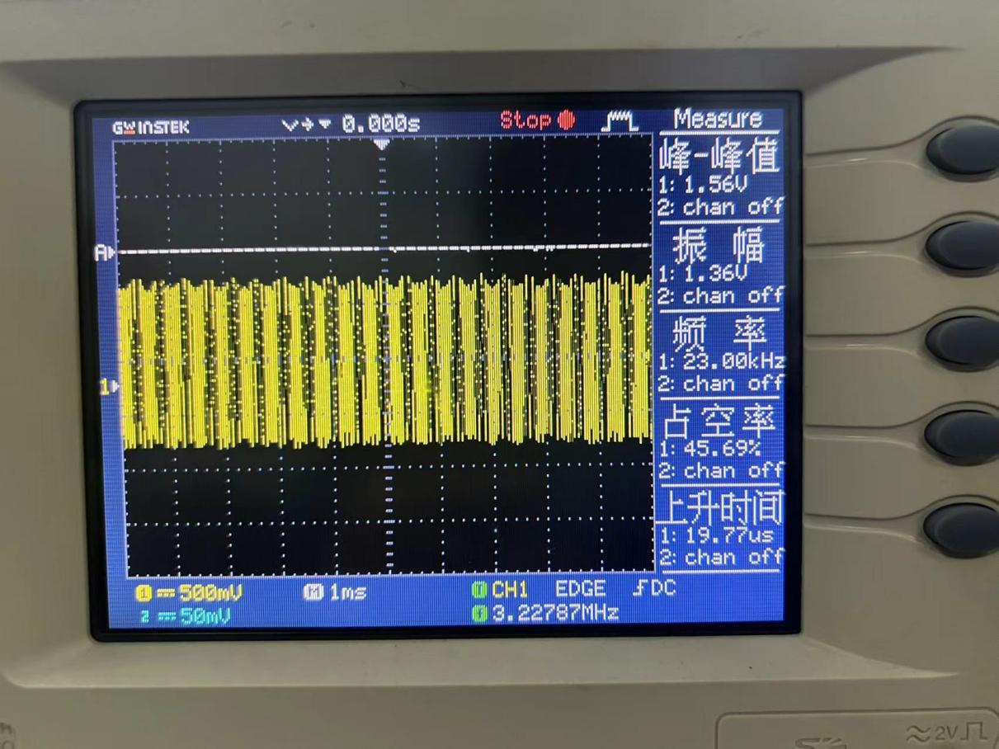 GWINSTEK 0.000s Stop Measure
峰-峰值
1: 1.56V
2: chan off
A
振 幅
1: 1.36V
2: chan off
频 率
1: 23.00kHz
2: chan off
1
占空率
1: 45.69%
2: chan off
上升时间
1: 19.77us
2: chan off
1 500mV M 1ms T CH1 EDGE DC
2 50mV f 3.22787MHz
≈2V